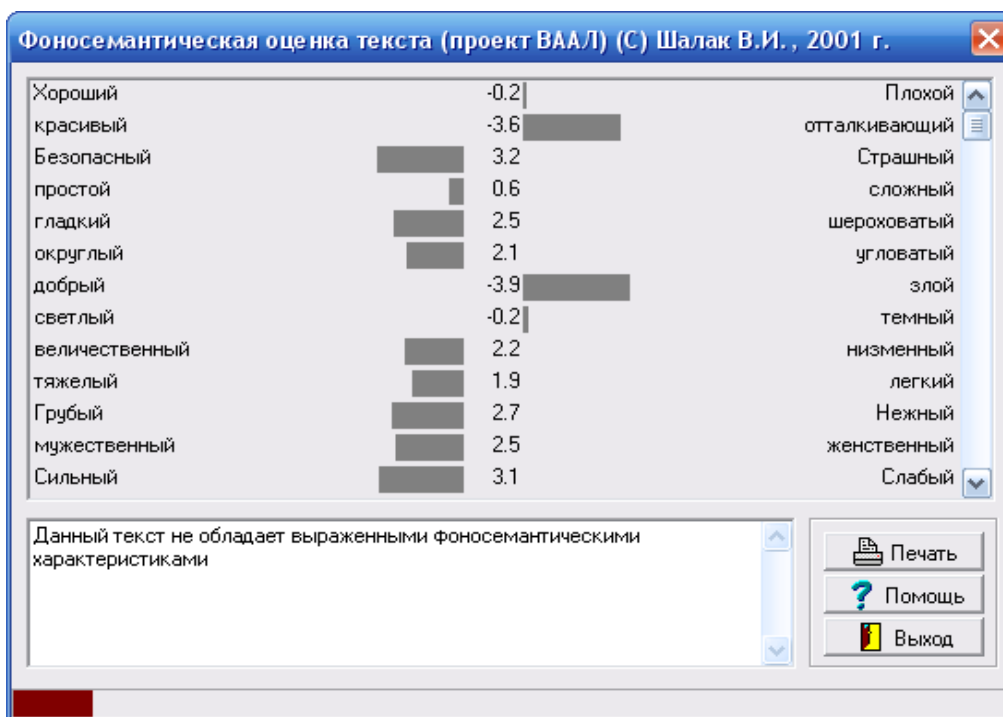 Фоносемантическая оценка текста (проект ВААЛ) (С) Шалак В.И. , 2001 г.
Хороший -0.2 Плохой
красивый -3.6 отталкивающий
Безопасный 3.2 Страшный
простой 0.6 сложный
гладкий 2.5 шероховатый
округлый 2.1 угловатый
добрый -3.9 злой
светлый -0.2 темный
величественный 2.2 низменный
тяжелый 1.9 легкий
Грубый 2.7 Нежный
мужественный 2.5 женственный
Сильный 3.1 Слабый
Данный текст не обладает выраженными фоносемантическими
характеристиками
Печать
Помощь
Выход